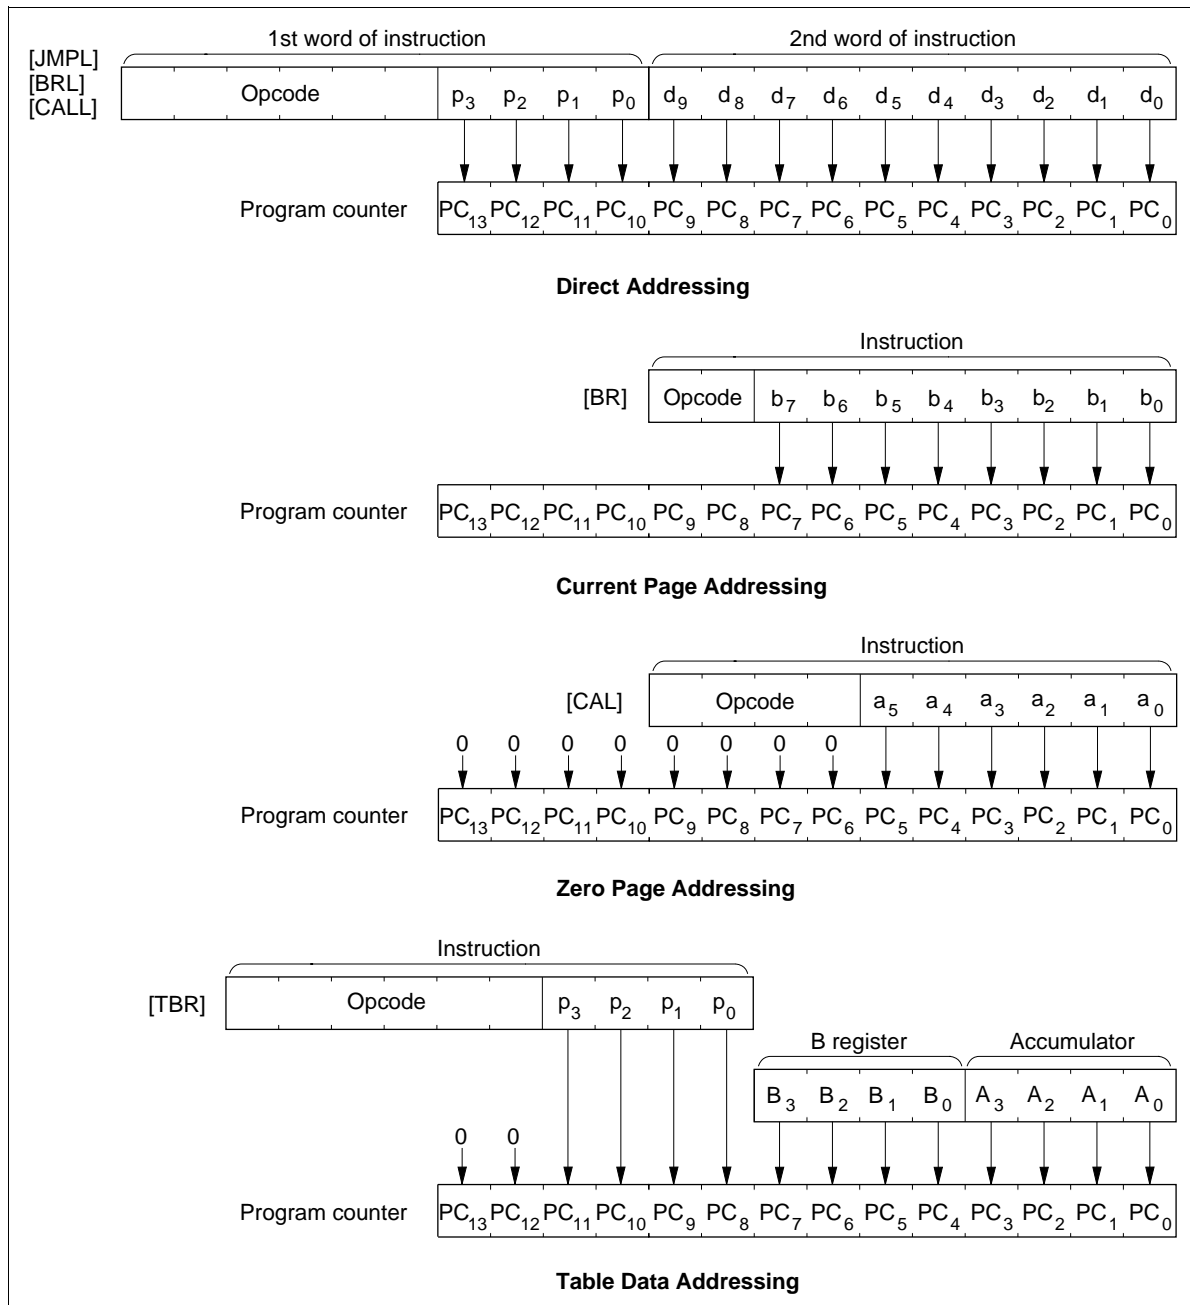 1st word of instruction 2nd word of instruction
[JMPL]
[BRL]
[CALL]
Opcode p3 p2 p1 p0 d9 d8 d7 d6 d5 d4 d3 d2 d1 d0
Program counter PC13 PC12 PC11 PC10 PC9 PC8 PC7 PC6 PC5 PC4 PC3 PC2 PC1 PC0
Direct Addressing
Instruction
[BR] Opcode b7 b6 b5 b4 b3 b2 b1 b0
Program counter PC13 PC12 PC11 PC10 PC9 PC8 PC7 PC6 PC5 PC4 PC3 PC2 PC1 PC0
Current Page Addressing
Instruction
[CAL] Opcode a5 a4 a3 a2 a1 a0
0 0 0 0 0 0 0 0
Program counter PC13 PC12 PC11 PC10 PC9 PC8 PC7 PC6 PC5 PC4 PC3 PC2 PC1 PC0
Zero Page Addressing
Instruction
[TBR] Opcode p3 p2 p1 p0
B register Accumulator
B3 B2 B1 B0 A3 A2 A1 A0
0 0
Program counter PC13 PC12 PC11 PC10 PC9 PC8 PC7 PC6 PC5 PC4 PC3 PC2 PC1 PC0
Table Data Addressing